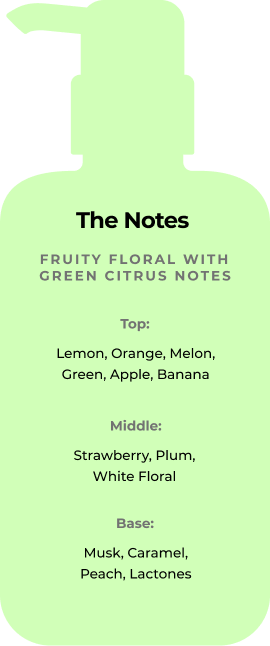 The Notes
FRUITY FLORAL WITH
GREEN CITRUS NOTES
Top:
Lemon, Orange, Melon,
Green, Apple, Banana
Middle:
Strawberry, Plum,
White Floral
Base:
Musk, Caramel,
Peach, Lactones